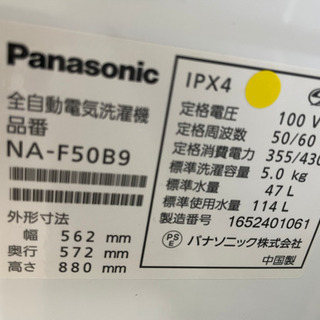 Panasonic
全自動電気洗濯機
品番
NA-F50B9
外形寸法
幅 562 mm
奥行 572 mm
高さ 880 mm
IPX4
定格電圧 100 V
定格周波数 50/60
定格消費電力 355/430
標準洗濯容量 5.0 kg
標準水量 47 L
標準使用水量 114 L
製造番号 1652401061
PS
E パナソニック株式会社
中国製